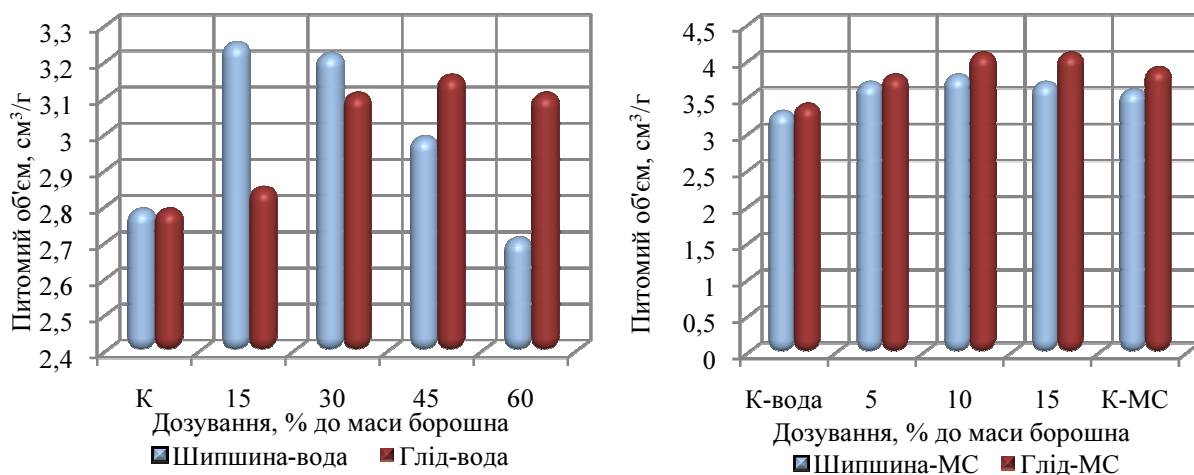 Питомий об'єм, см³/г
3,3
3,2
3,1
3
2,9
2,8
2,7
2,6
2,5
2,4
К 15 30 45 60
Дозування, % до маси борошна
Шипшина-вода Глід-вода
Питомий об'єм, см³/г
4,5
4
3,5
3
2,5
2
1,5
1
0,5
0
К-вода 5 10 15 К-МС
Дозування, % до маси борошна
Шипшина-МС Глід-МС